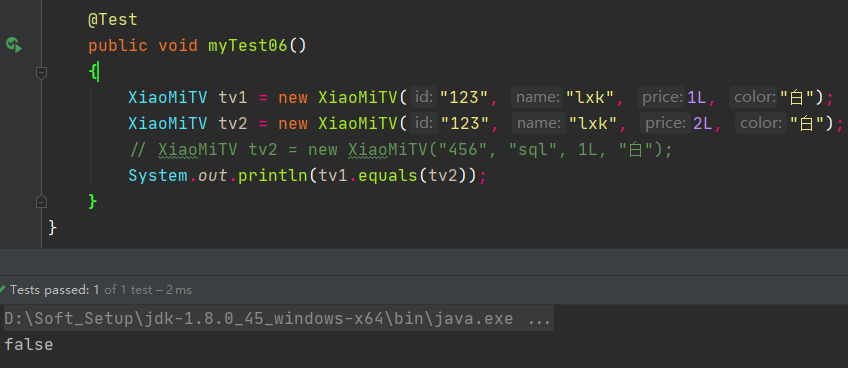 @Test
public void myTest06()
{
XiaoMiTV tv1 = new XiaoMiTV( id: "123", name: "lxk", price: 1L, color: "白");
XiaoMiTV tv2 = new XiaoMiTV( id: "123", name: "lxk", price: 2L, color: "白");
// XiaoMiTV tv2 = new XiaoMiTV("456", "sql", 1L, "白");
System.out.println(tv1.equals(tv2));
}
}
Tests passed: 1 of 1 test – 2 ms
D:\Soft_Setup\jdk-1.8.0_45_windows-x64\bin\java.exe ...
false